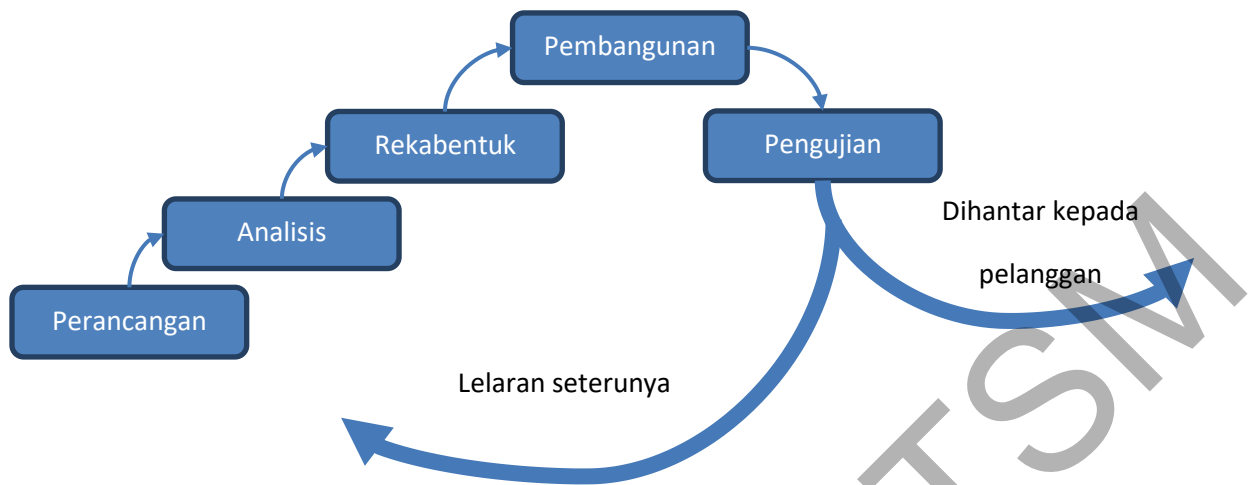 Pembangunan
Rekabentuk
Pengujian
Analisis
Dihantar kepada
pelanggan
Perancangan
Lelaran seterunya
TSM